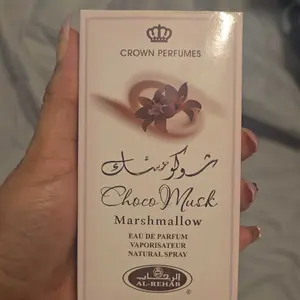 CROWN PERFUMES
شوكو مسك
Choco Musk
Marshmallow
EAU DE PARFUM
VAPORISATEUR
NATURAL SPRAY
الرحاب
AL-REHAB